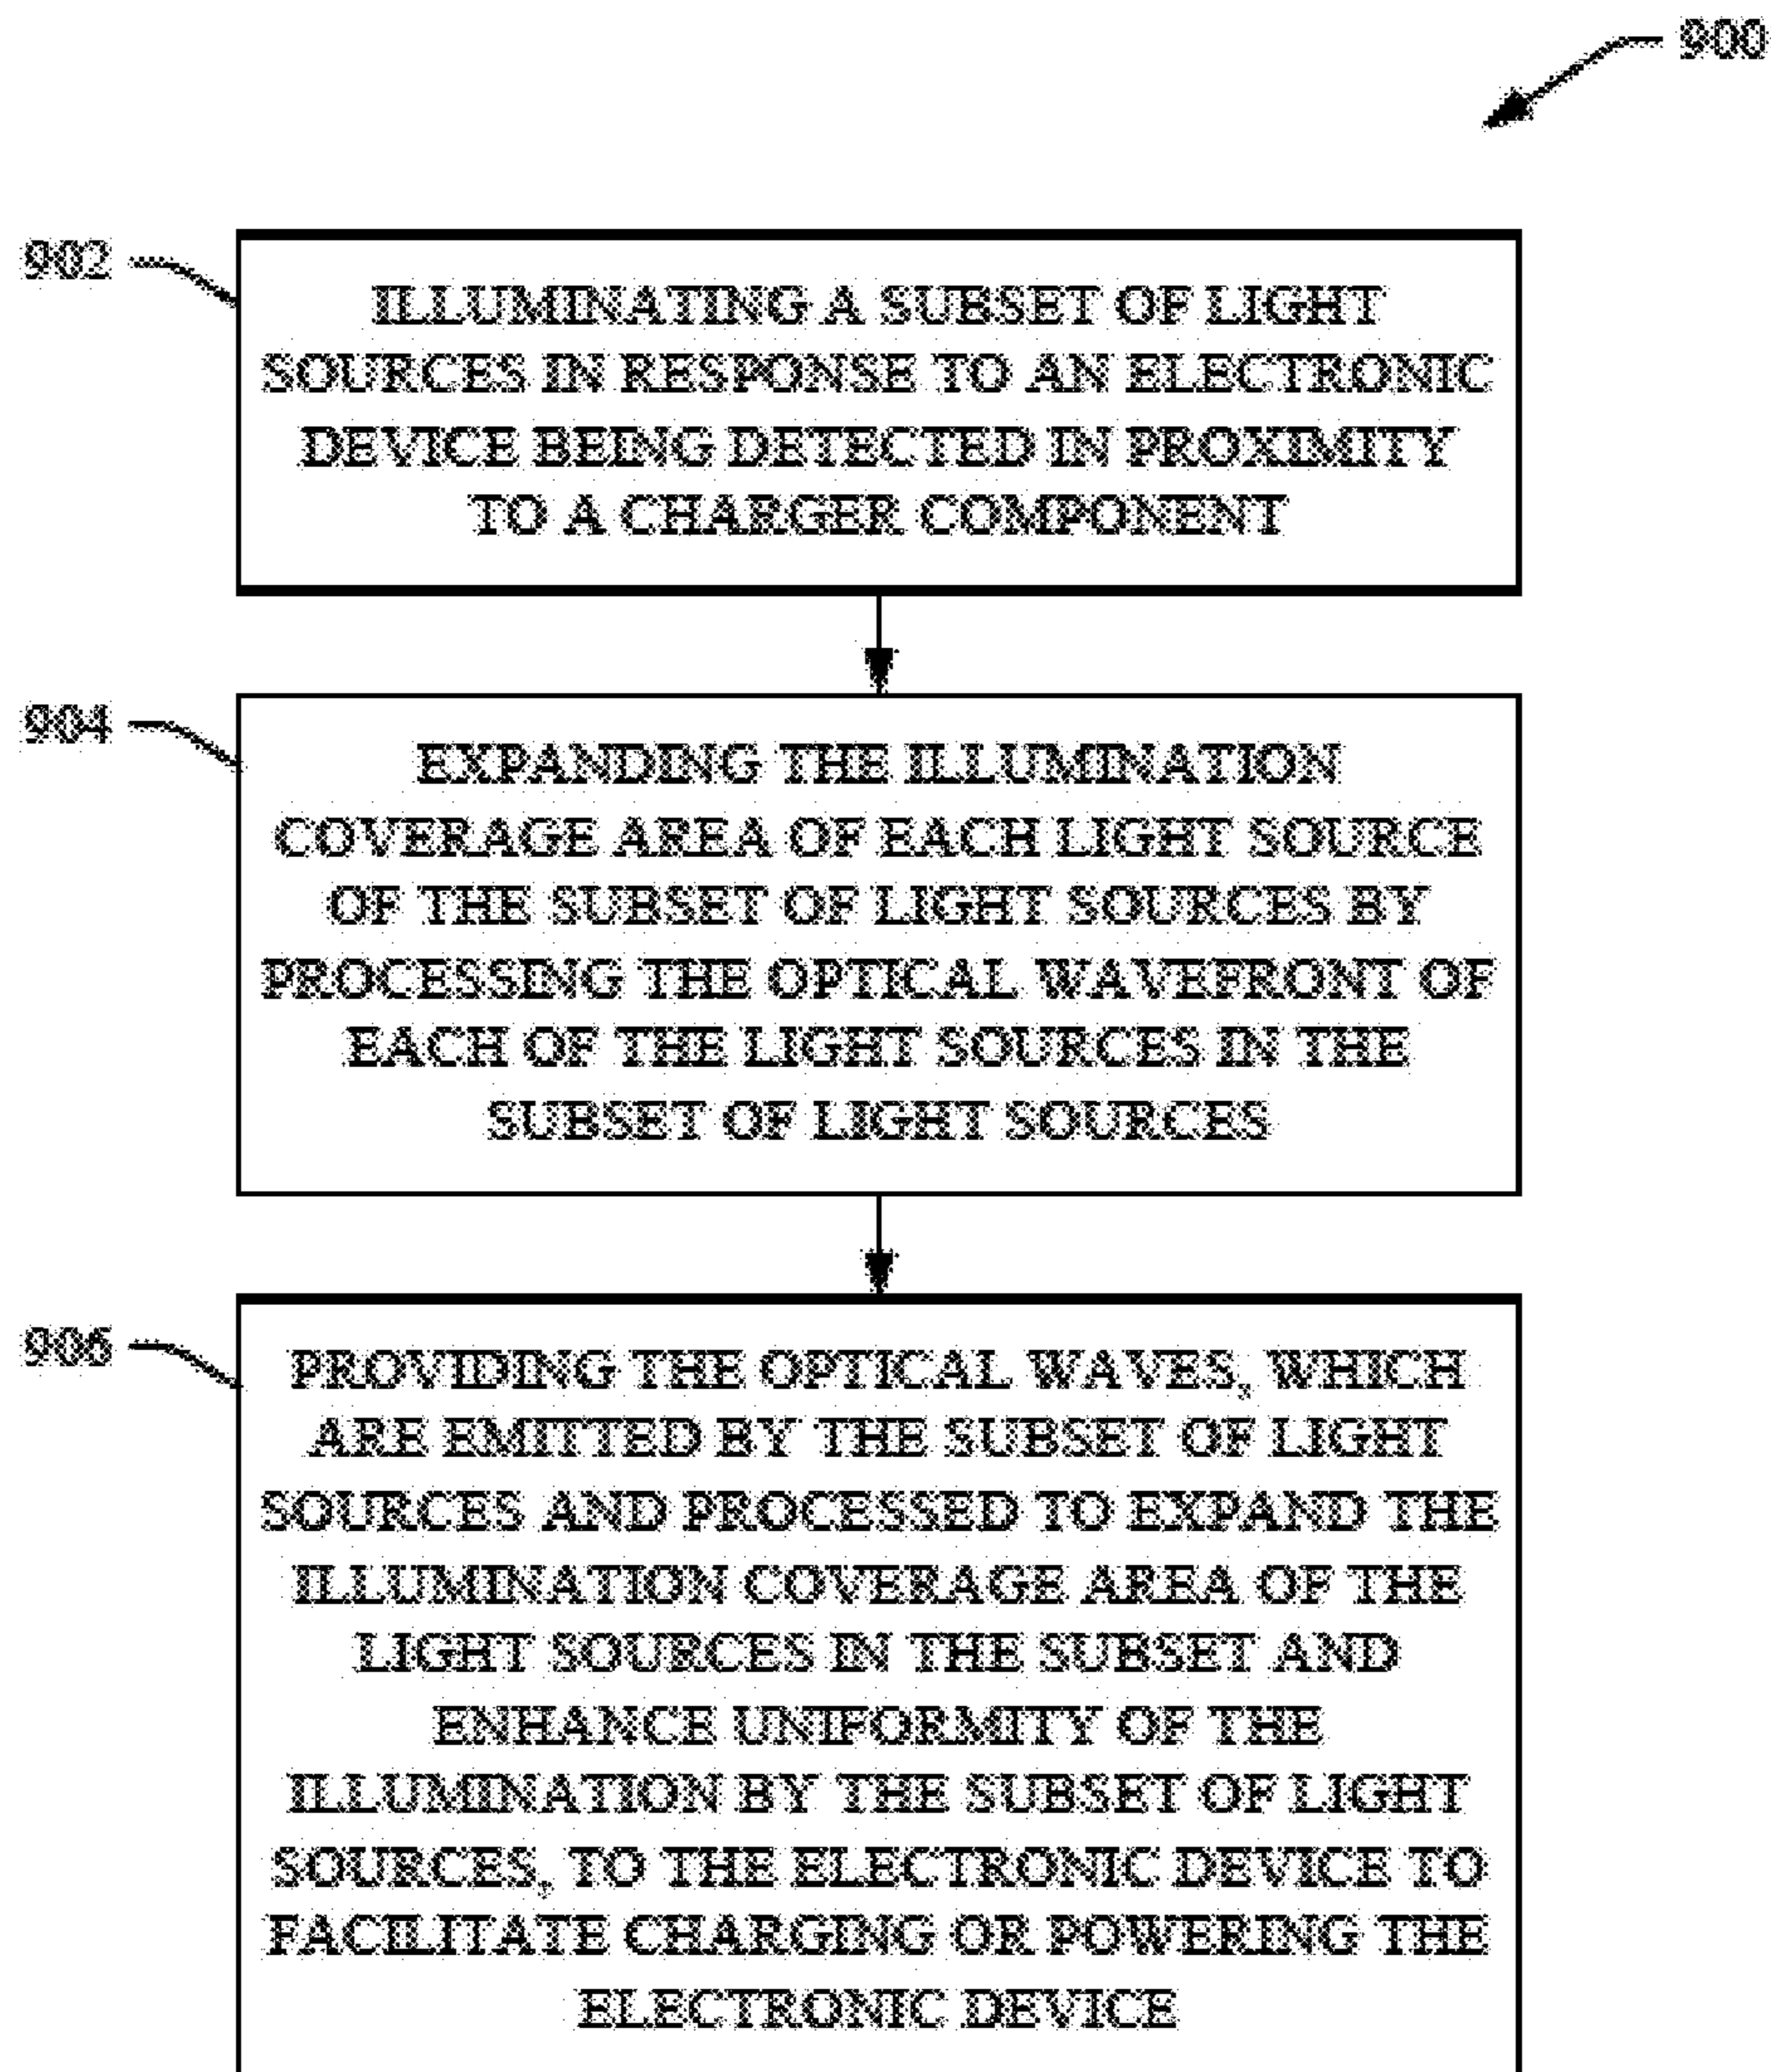 900
902
ILLUMINATING A SUBSET OF LIGHT
SOURCES IN RESPONSE TO AN ELECTRONIC
DEVICE BEING DETECTED IN PROXIMITY
TO A CHARGER COMPONENT
904
EXPANDING THE ILLUMINATION
COVERAGE AREA OF EACH LIGHT SOURCE
OF THE SUBSET OF LIGHT SOURCES BY
PROCESSING THE OPTICAL WAVEFRONT OF
EACH OF THE LIGHT SOURCES IN THE
SUBSET OF LIGHT SOURCES
906
PROVIDING THE OPTICAL WAVES, WHICH
ARE EMITTED BY THE SUBSET OF LIGHT
SOURCES AND PROCESSED TO EXPAND THE
ILLUMINATION COVERAGE AREA OF THE
LIGHT SOURCES IN THE SUBSET AND
ENHANCE UNIFORMITY OF THE
ILLUMINATION BY THE SUBSET OF LIGHT
SOURCES, TO THE ELECTRONIC DEVICE TO
FACILITATE CHARGING OR POWERING THE
ELECTRONIC DEVICE